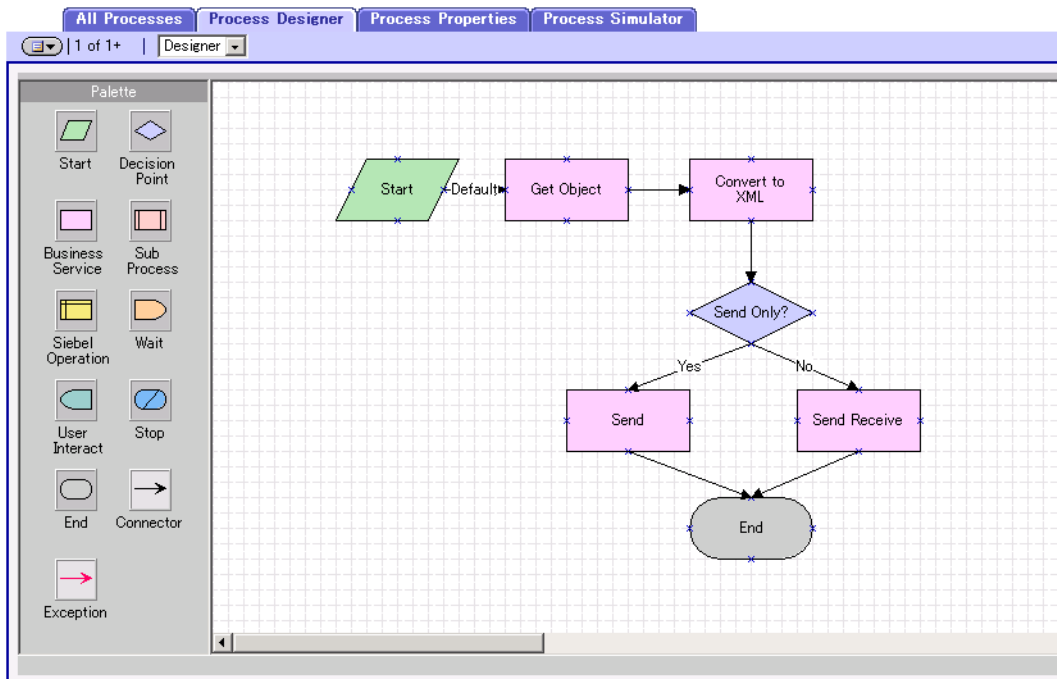 All Processes Process Designer Process Properties Process Simulator
1 of 1+ Designer
Palette
Start Decision
Point
Business
Service Sub
Process
Siebel
Operation Wait
User
Interact Stop
End Connector
Exception
Start Default Get Object Convert to
XML
Send Only?
Yes No
Send Send Receive
End